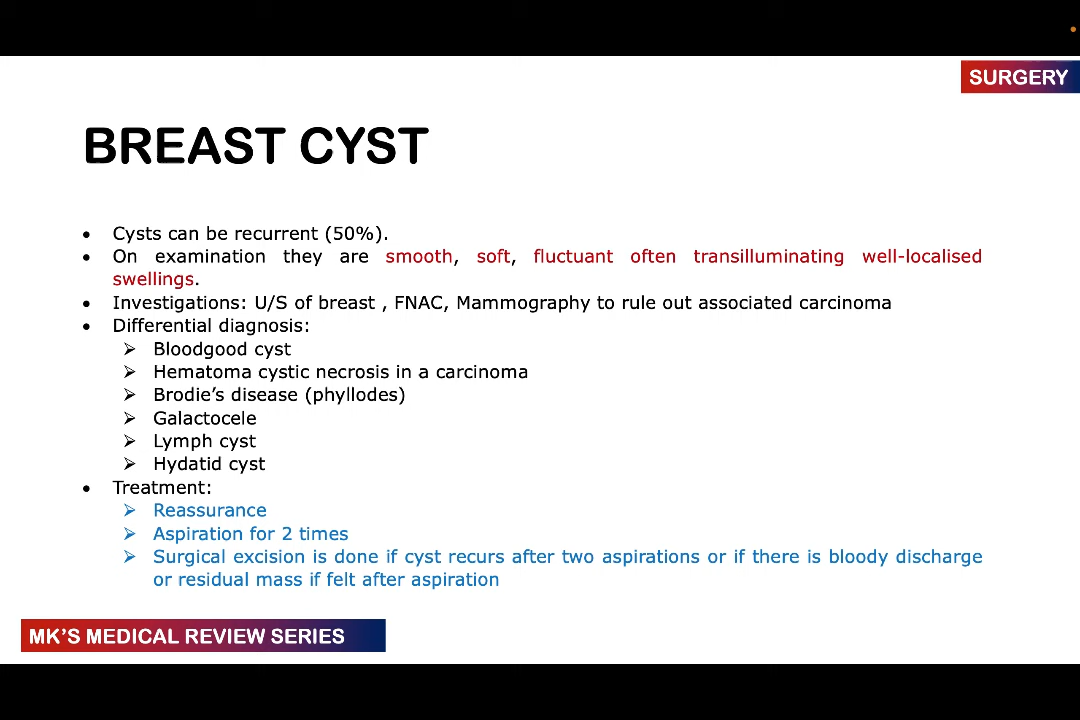 SURGERY
BREAST CYST
• Cysts can be recurrent (50%).
• On examination they are smooth, soft, fluctuant often transilluminating well-localised
swellings.
• Investigations: U/S of breast , FNAC, Mammography to rule out associated carcinoma
• Differential diagnosis:
➢ Bloodgood cyst
➢ Hematoma cystic necrosis in a carcinoma
➢ Brodie’s disease (phyllodes)
➢ Galactocele
➢ Lymph cyst
➢ Hydatid cyst
• Treatment:
➢ Reassurance
➢ Aspiration for 2 times
➢ Surgical excision is done if cyst recurs after two aspirations or if there is bloody discharge
or residual mass if felt after aspiration
MK’S MEDICAL REVIEW SERIES